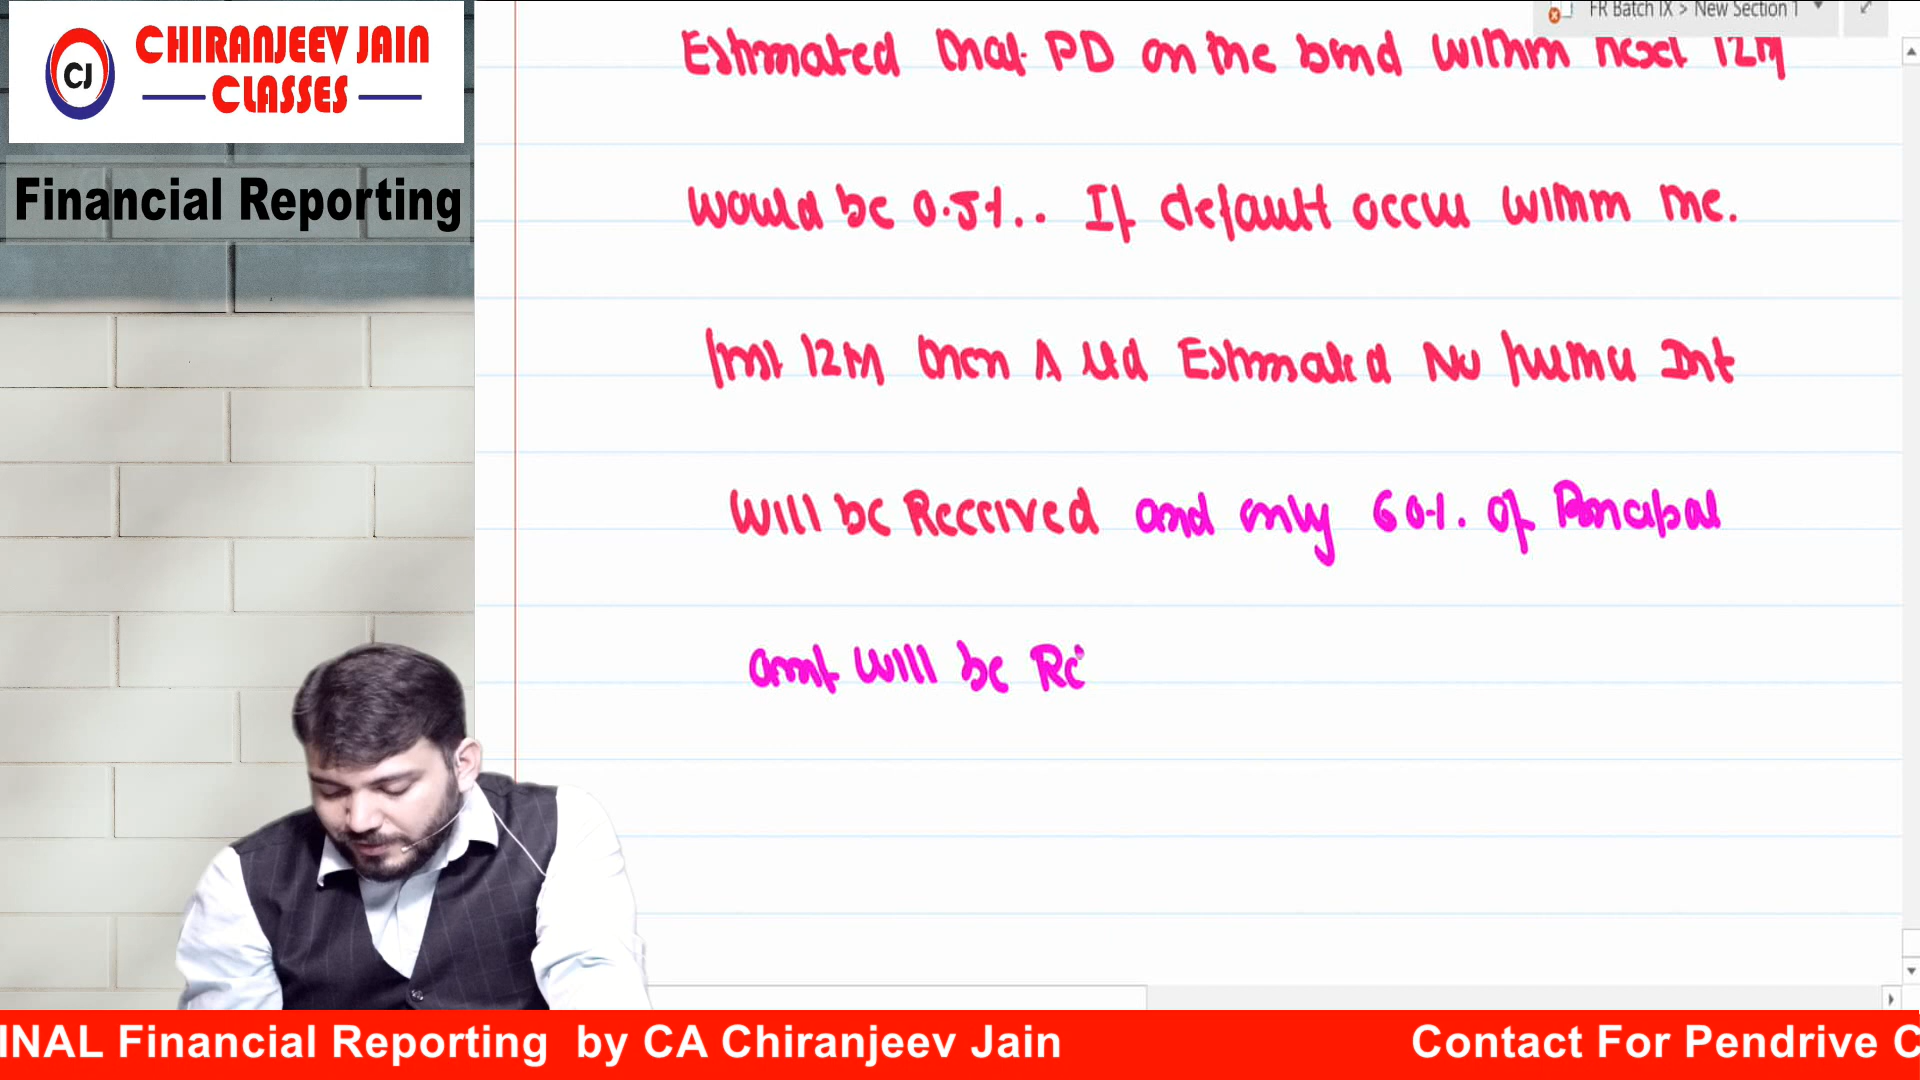 CHIRANJEEV JAIN
CLASSES
CJ
Financial Reporting
FR Batch IX > New Section 1
Estimated that PD on the bond within next 12M
would be 0.5%.. If default occur within the.
first 12M then A Ltd Estimated No further Int
will be Received and only 60%. of Principal
amt will be Rc
INAL Financial Reporting by CA Chiranjeev Jain
Contact For Pendrive C